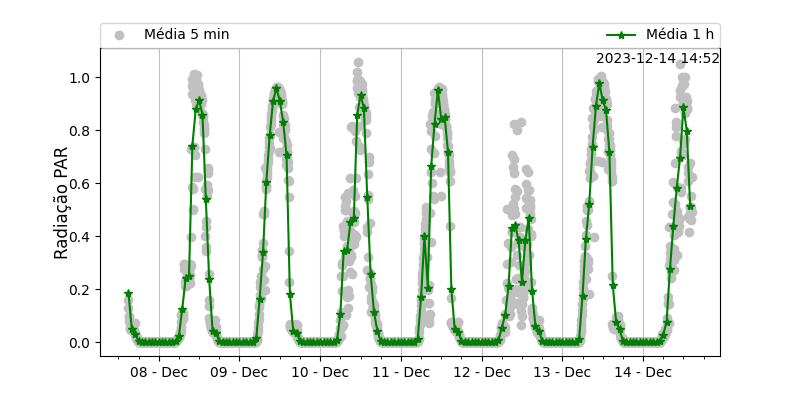 Média 5 min
Média 1 h
2023-12-14 14:52
Radiação PAR
1.0
0.8
0.6
0.4
0.2
0.0
08 - Dec
09 - Dec
10 - Dec
11 - Dec
12 - Dec
13 - Dec
14 - Dec